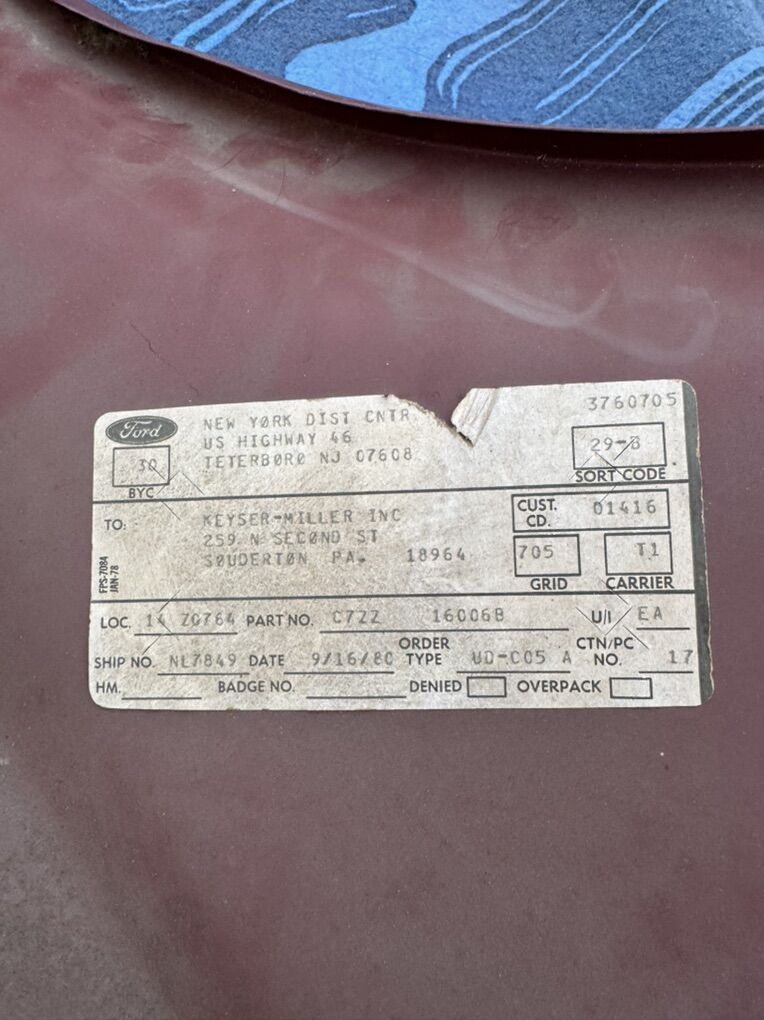 Ford
NEW YØRK DIST CNTR
US HIGHWAY 46
TETERBØRØ NJ 07608
3760705
30
BYC
29-B
SORT CODE
TO:
KEYSER-MILLER INC
259 N SECØND ST
SØUDERTØN PA. 18964
CUST. CD. 01416
705
GRID
T1
CARRIER
FPS-7084
JAN-78
LOC. 14 Z0764 PART NO. C7ZZ 16006B U/I EA
SHIP NO. NL7849 DATE 9/16/80 ORDER TYPE UD-C05 A CTN/PC NO. 17
HM. BADGE NO. DENIED OVERPACK